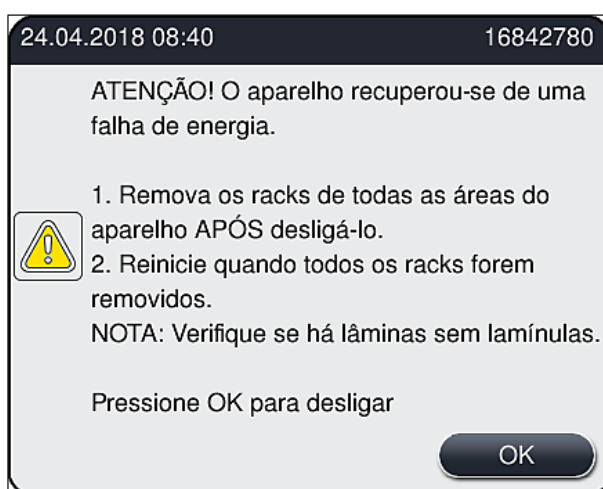 24.04.2018 08:40 16842780
ATENÇÃO! O aparelho recuperou-se de uma
falha de energia.
1. Remova os racks de todas as áreas do
aparelho APÓS desligá-lo.
2. Reinicie quando todos os racks forem
removidos.
NOTA: Verifique se há lâminas sem lamínulas.
Pressione OK para desligar
OK